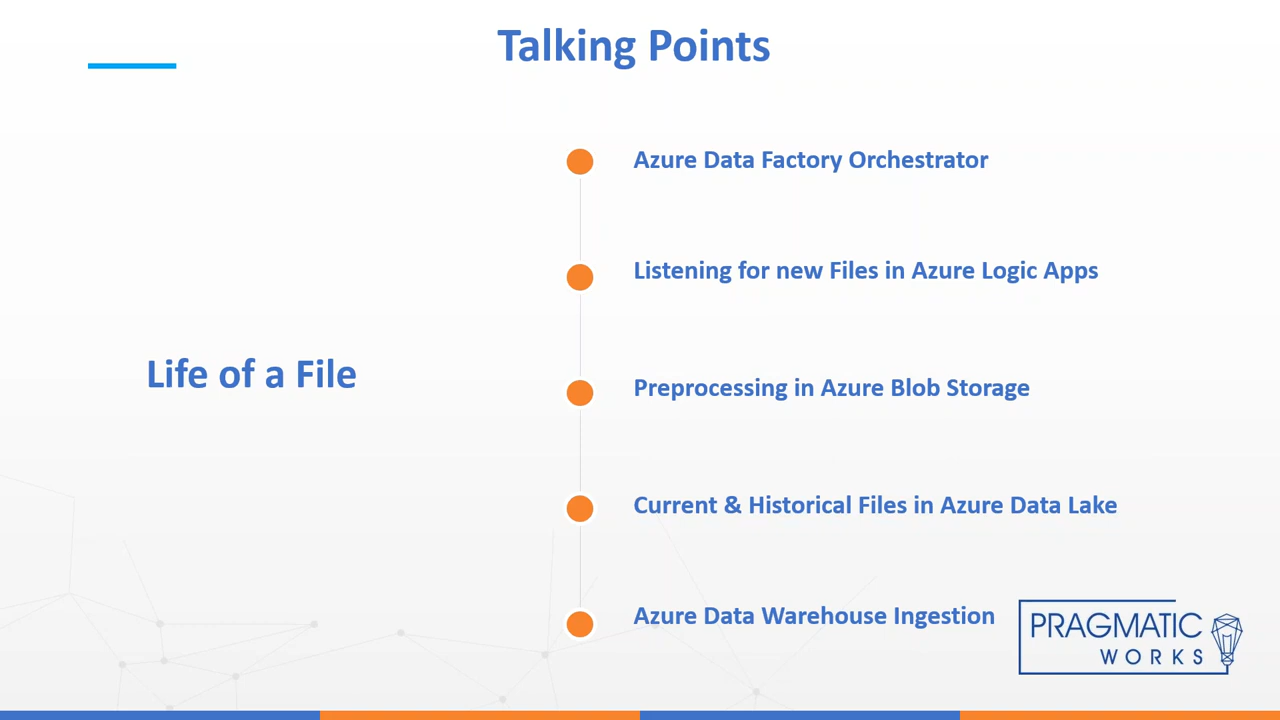 Talking Points
Azure Data Factory Orchestrator
Listening for new Files in Azure Logic Apps
Life of a File
Preprocessing in Azure Blob Storage
Current & Historical Files in Azure Data Lake
Azure Data Warehouse Ingestion
PRAGMATIC
WORKS